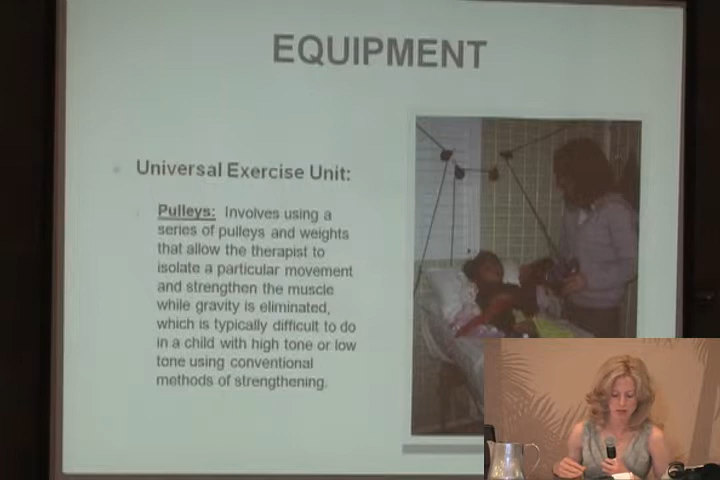 EQUIPMENT
Universal Exercise Unit:
Pulleys: Involves using a
series of pulleys and weights
that allow the therapist to
isolate a particular movement
and strengthen the muscle
while gravity is eliminated,
which is typically difficult to do
in a child with high tone or low
tone using conventional
methods of strengthening.